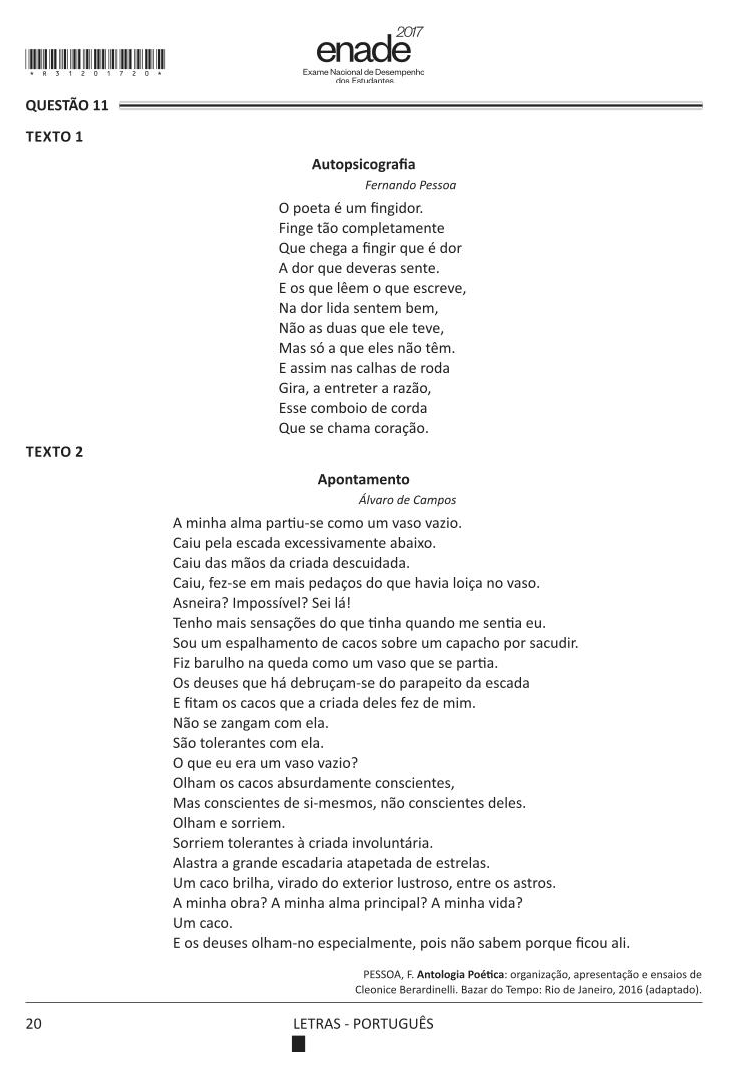 enade 2017
Exame Nacional de Desempenho
dos Estudantes
*R3120172 0*
QUESTÃO 11
TEXTO 1
Autopsicografia
Fernando Pessoa
O poeta é um fingidor.
Finge tão completamente
Que chega a fingir que é dor
A dor que deveras sente.
E os que lêem o que escreve,
Na dor lida sentem bem,
Não as duas que ele teve,
Mas só a que eles não têm.
E assim nas calhas de roda
Gira, a entreter a razão,
Esse comboio de corda
Que se chama coração.
TEXTO 2
Apontamento
Álvaro de Campos
A minha alma partiu-se como um vaso vazio.
Caiu pela escada excessivamente abaixo.
Caiu das mãos da criada descuidada.
Caiu, fez-se em mais pedaços do que havia loiça no vaso.
Asneira? Impossível? Sei lá!
Tenho mais sensações do que tinha quando me sentia eu.
Sou um espalhamento de cacos sobre um capacho por sacudir.
Fiz barulho na queda como um vaso que se partia.
Os deuses que há debruçam-se do parapeito da escada
E fitam os cacos que a criada deles fez de mim.
Não se zangam com ela.
São tolerantes com ela.
O que eu era um vaso vazio?
Olham os cacos absurdamente conscientes,
Mas conscientes de si-mesmos, não conscientes deles.
Olham e sorriem.
Sorriem tolerantes à criada involuntária.
Alastra a grande escadaria atapetada de estrelas.
Um caco brilha, virado do exterior lustroso, entre os astros.
A minha obra? A minha alma principal? A minha vida?
Um caco.
E os deuses olham-no especialmente, pois não sabem porque ficou ali.
PESSOA, F. Antologia Poética: organização, apresentação e ensaios de
Cleonice Berardinelli. Bazar do Tempo: Rio de Janeiro, 2016 (adaptado).
20
LETRAS - PORTUGUÊS